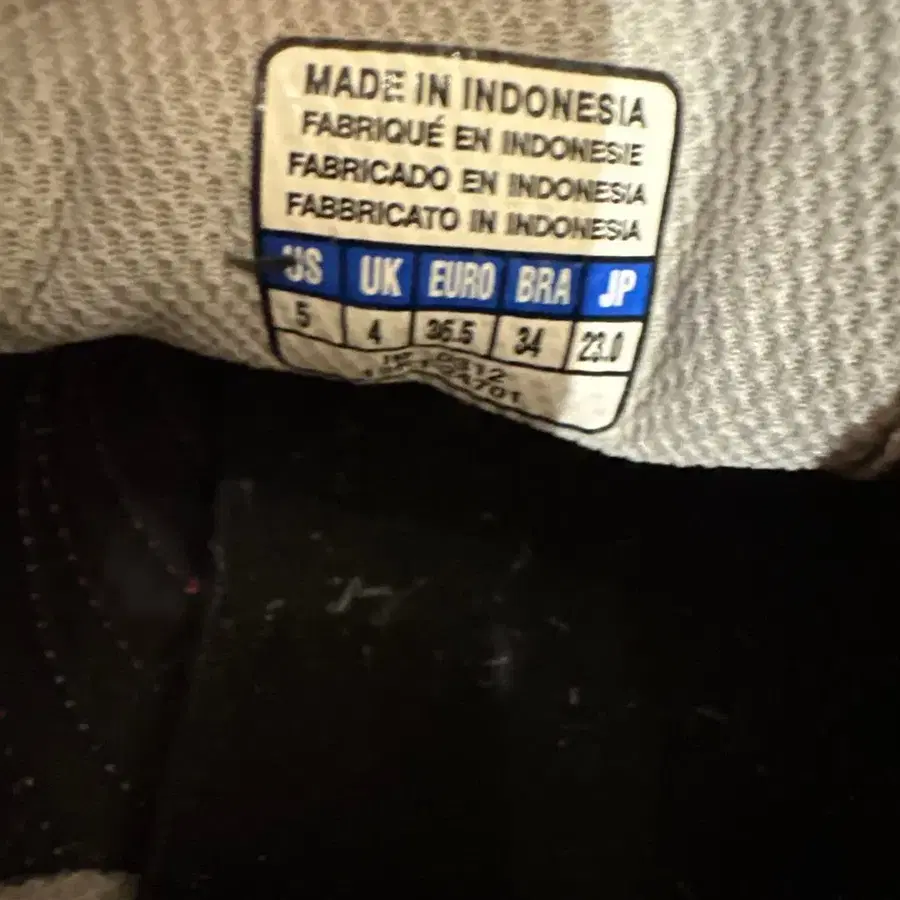 MADE IN INDONESIA
FABRIQUÉ EN INDONESIE
FABRICADO EN INDONESIA
FABBRICATO IN INDONESIA
US UK EURO BRA JP
5 4 36.5 34 23.0